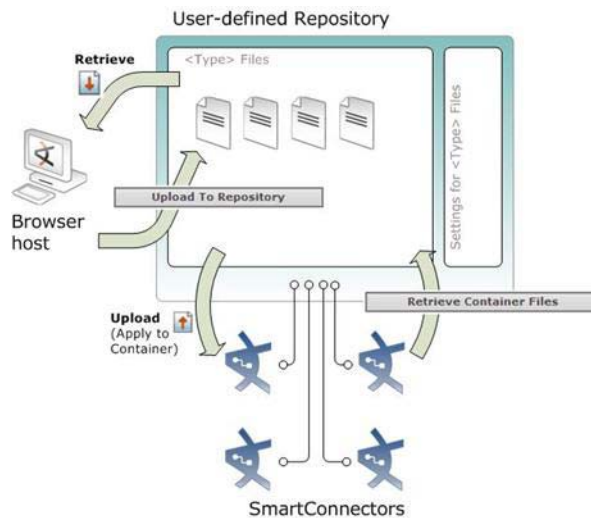 User-defined Repository
Retrieve
<Type> Files
Settings for <Type> Files
Upload To Repository
Browser
host
Upload
(Apply to
Container)
Retrieve Container Files
SmartConnectors